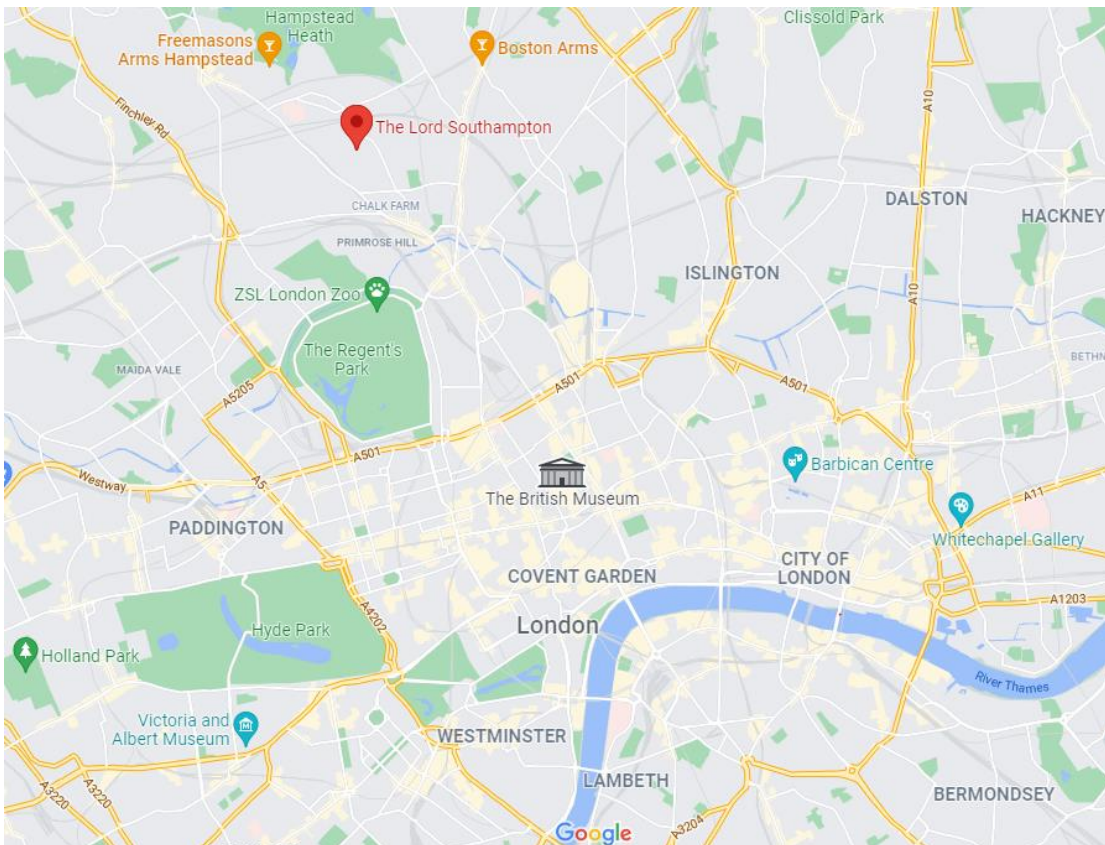 Hampstead
Heath
Clissold Park
Freemasons
Arms Hampstead
Boston Arms
Finchley Rd
A10
The Lord Southampton
DALSTON
CHALK FARM
HACKNEY
PRIMROSE HILL
ISLINGTON
ZSL London Zoo
A10
The Regent's
Park
BETHN
MAIDA VALE
A501
A501
A5205
A501
Westway
A5
Barbican Centre
The British Museum
A11
PADDINGTON
Whitechapel Gallery
CITY OF
LONDON
COVENT GARDEN
A4202
A1203
London
Hyde Park
Holland Park
River Thames
Victoria and
Albert Museum
WESTMINSTER
LAMBETH
A3220
A3220
BERMONDSEY
Google
A3204